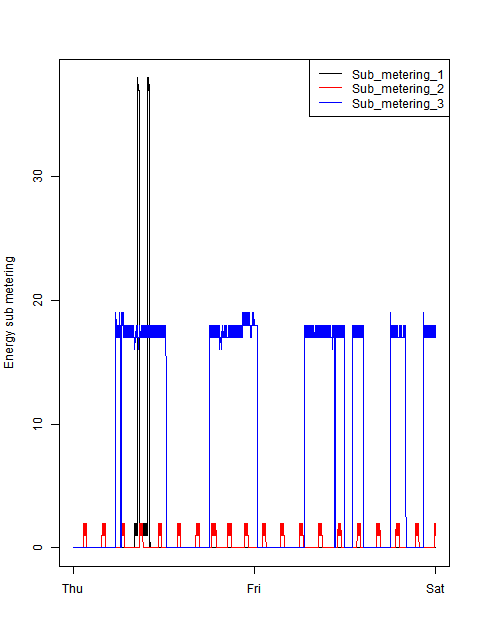 Sub_metering_1
Sub_metering_2
Sub_metering_3
Energy sub metering
30
20
10
0
Thu
Fri
Sat